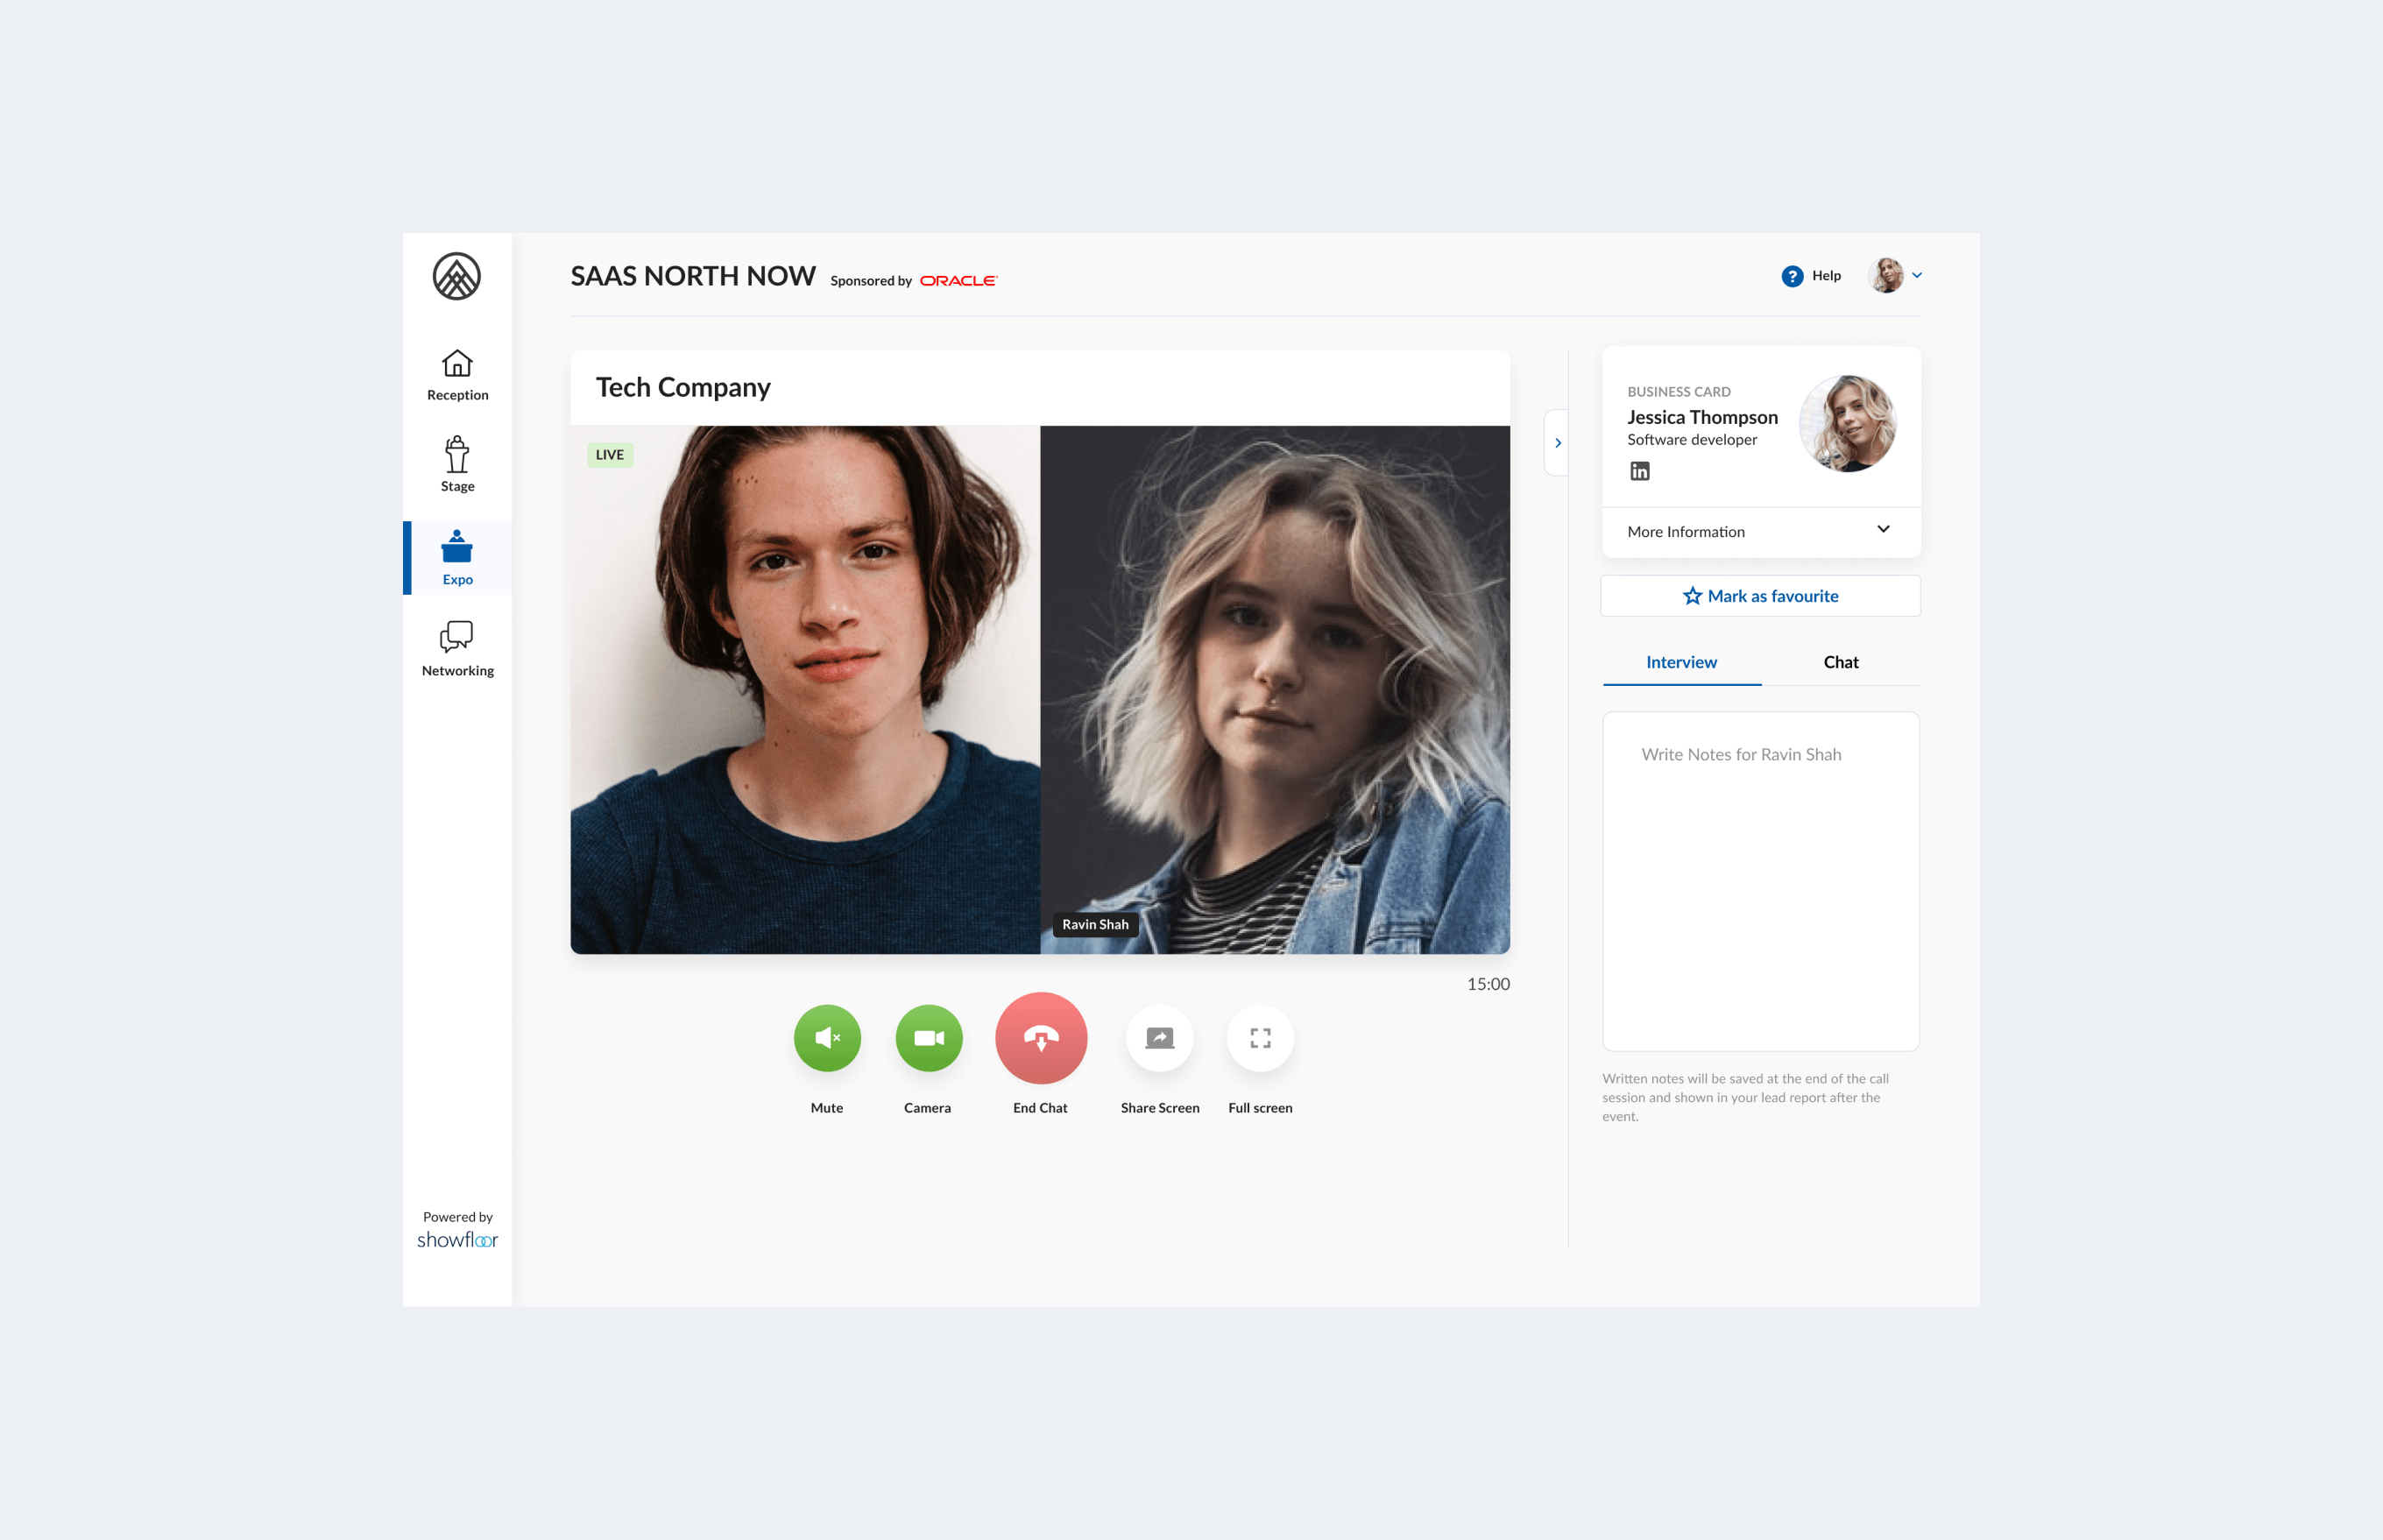 SAAS NORTH NOW
Sponsored by ORACLE
Help
Reception
Stage
Expo
Networking
Powered by
showfloor
Tech Company
LIVE
Ravin Shah
15:00
Mute
Camera
End Chat
Share Screen
Full screen
BUSINESS CARD
Jessica Thompson
Software developer
in
More Information
Mark as favourite
Interview
Chat
Write Notes for Ravin Shah
Written notes will be saved at the end of the call
session and shown in your lead report after the
event.